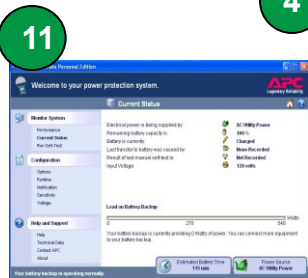 4
11
Personal Edition
Welcome to your power protection system.
APC
Legendary Reliability
Current Status
Monitor System
Performance
Current Status
Run Self-Test
Configuration
Options
Runtime
Notification
Sensitivity
Voltage
Help and Support
Help
Technical Data
Contact APC
About
Electrical power is being supplied by:
AC Utility Power
Remaining battery capacity is:
100%
Battery is currently:
Charged
Last transfer to battery was caused by:
None Recorded
Result of last manual self-test is:
Not Recorded
Input Voltage:
120 volts
Load on Battery Backup
Watts
0
270
540
Your battery backup is currently providing 0 Watts of power. You can connect more equipment
to your battery backup.
Estimated Battery Time
115 min
Power Source
AC Utility Power
Your battery backup is operating normally.